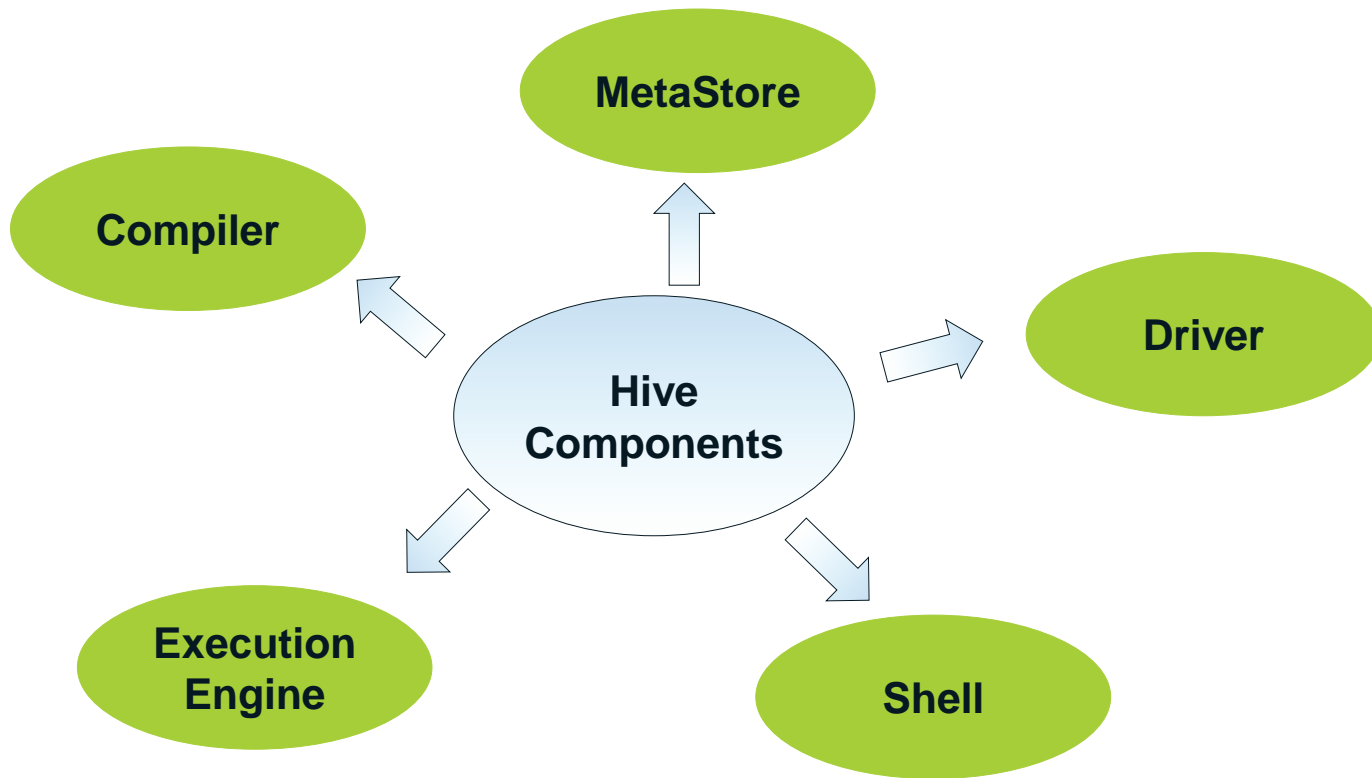 MetaStore
Compiler
Driver
Hive
Components
Execution
Engine
Shell